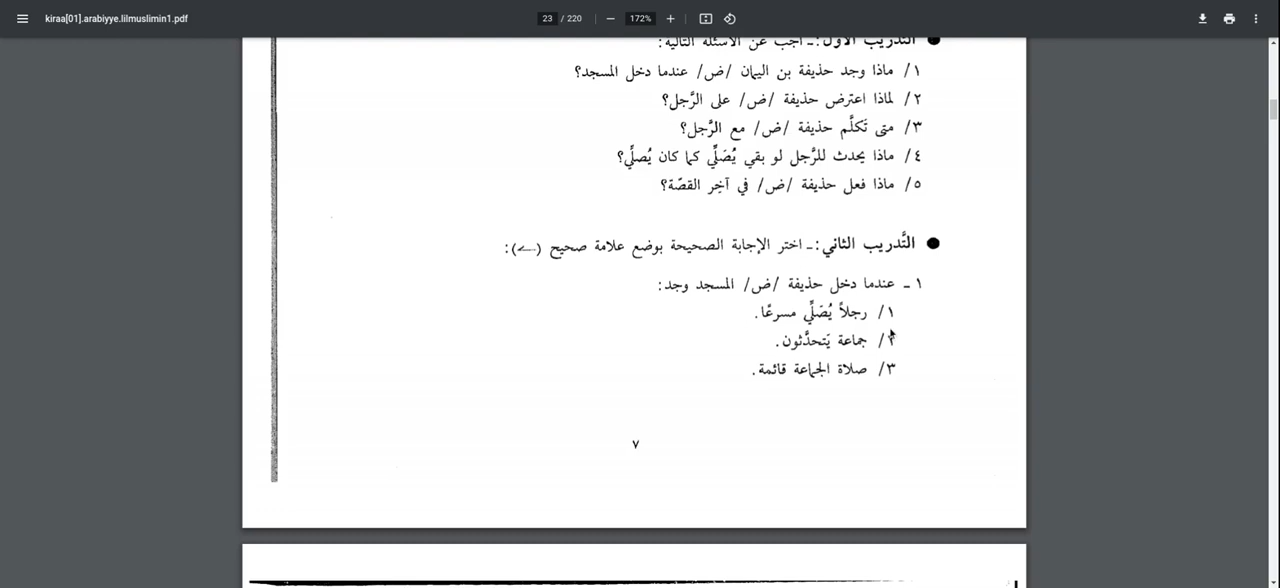 kiraa[01].arabiyye.lilmuslimin1.pdf
23 / 220
172%
التدريب الأول: ـ أجب عن الأسئلة التالية:
١/ ماذا وجد حذيفة بن اليمان /ض/ عندما دخل المسجد؟
٢/ لماذا اعترض حذيفة /ض/ على الرَّجل؟
٣/ متى تَكلَّم حذيفة /ض/ مع الرَّجل؟
٤/ ماذا يحدث للرَّجل لو بقي يُصَلِّي كما كان يُصلِّي؟
٥/ ماذا فعل حذيفة /ض/ في آخِر القصّة؟
● التَّدريب الثاني: ـ اختر الإجابة الصحيحة بوضع علامة صحيح (✓):
١ ـ عندما دخل حذيفة /ض/ المسجد وجد:
١/ رجلاً يُصَلِّي مسرعًا.
٢/ جماعة يَتحدَّثون.
٣/ صلاة الجماعة قائمة.
٧